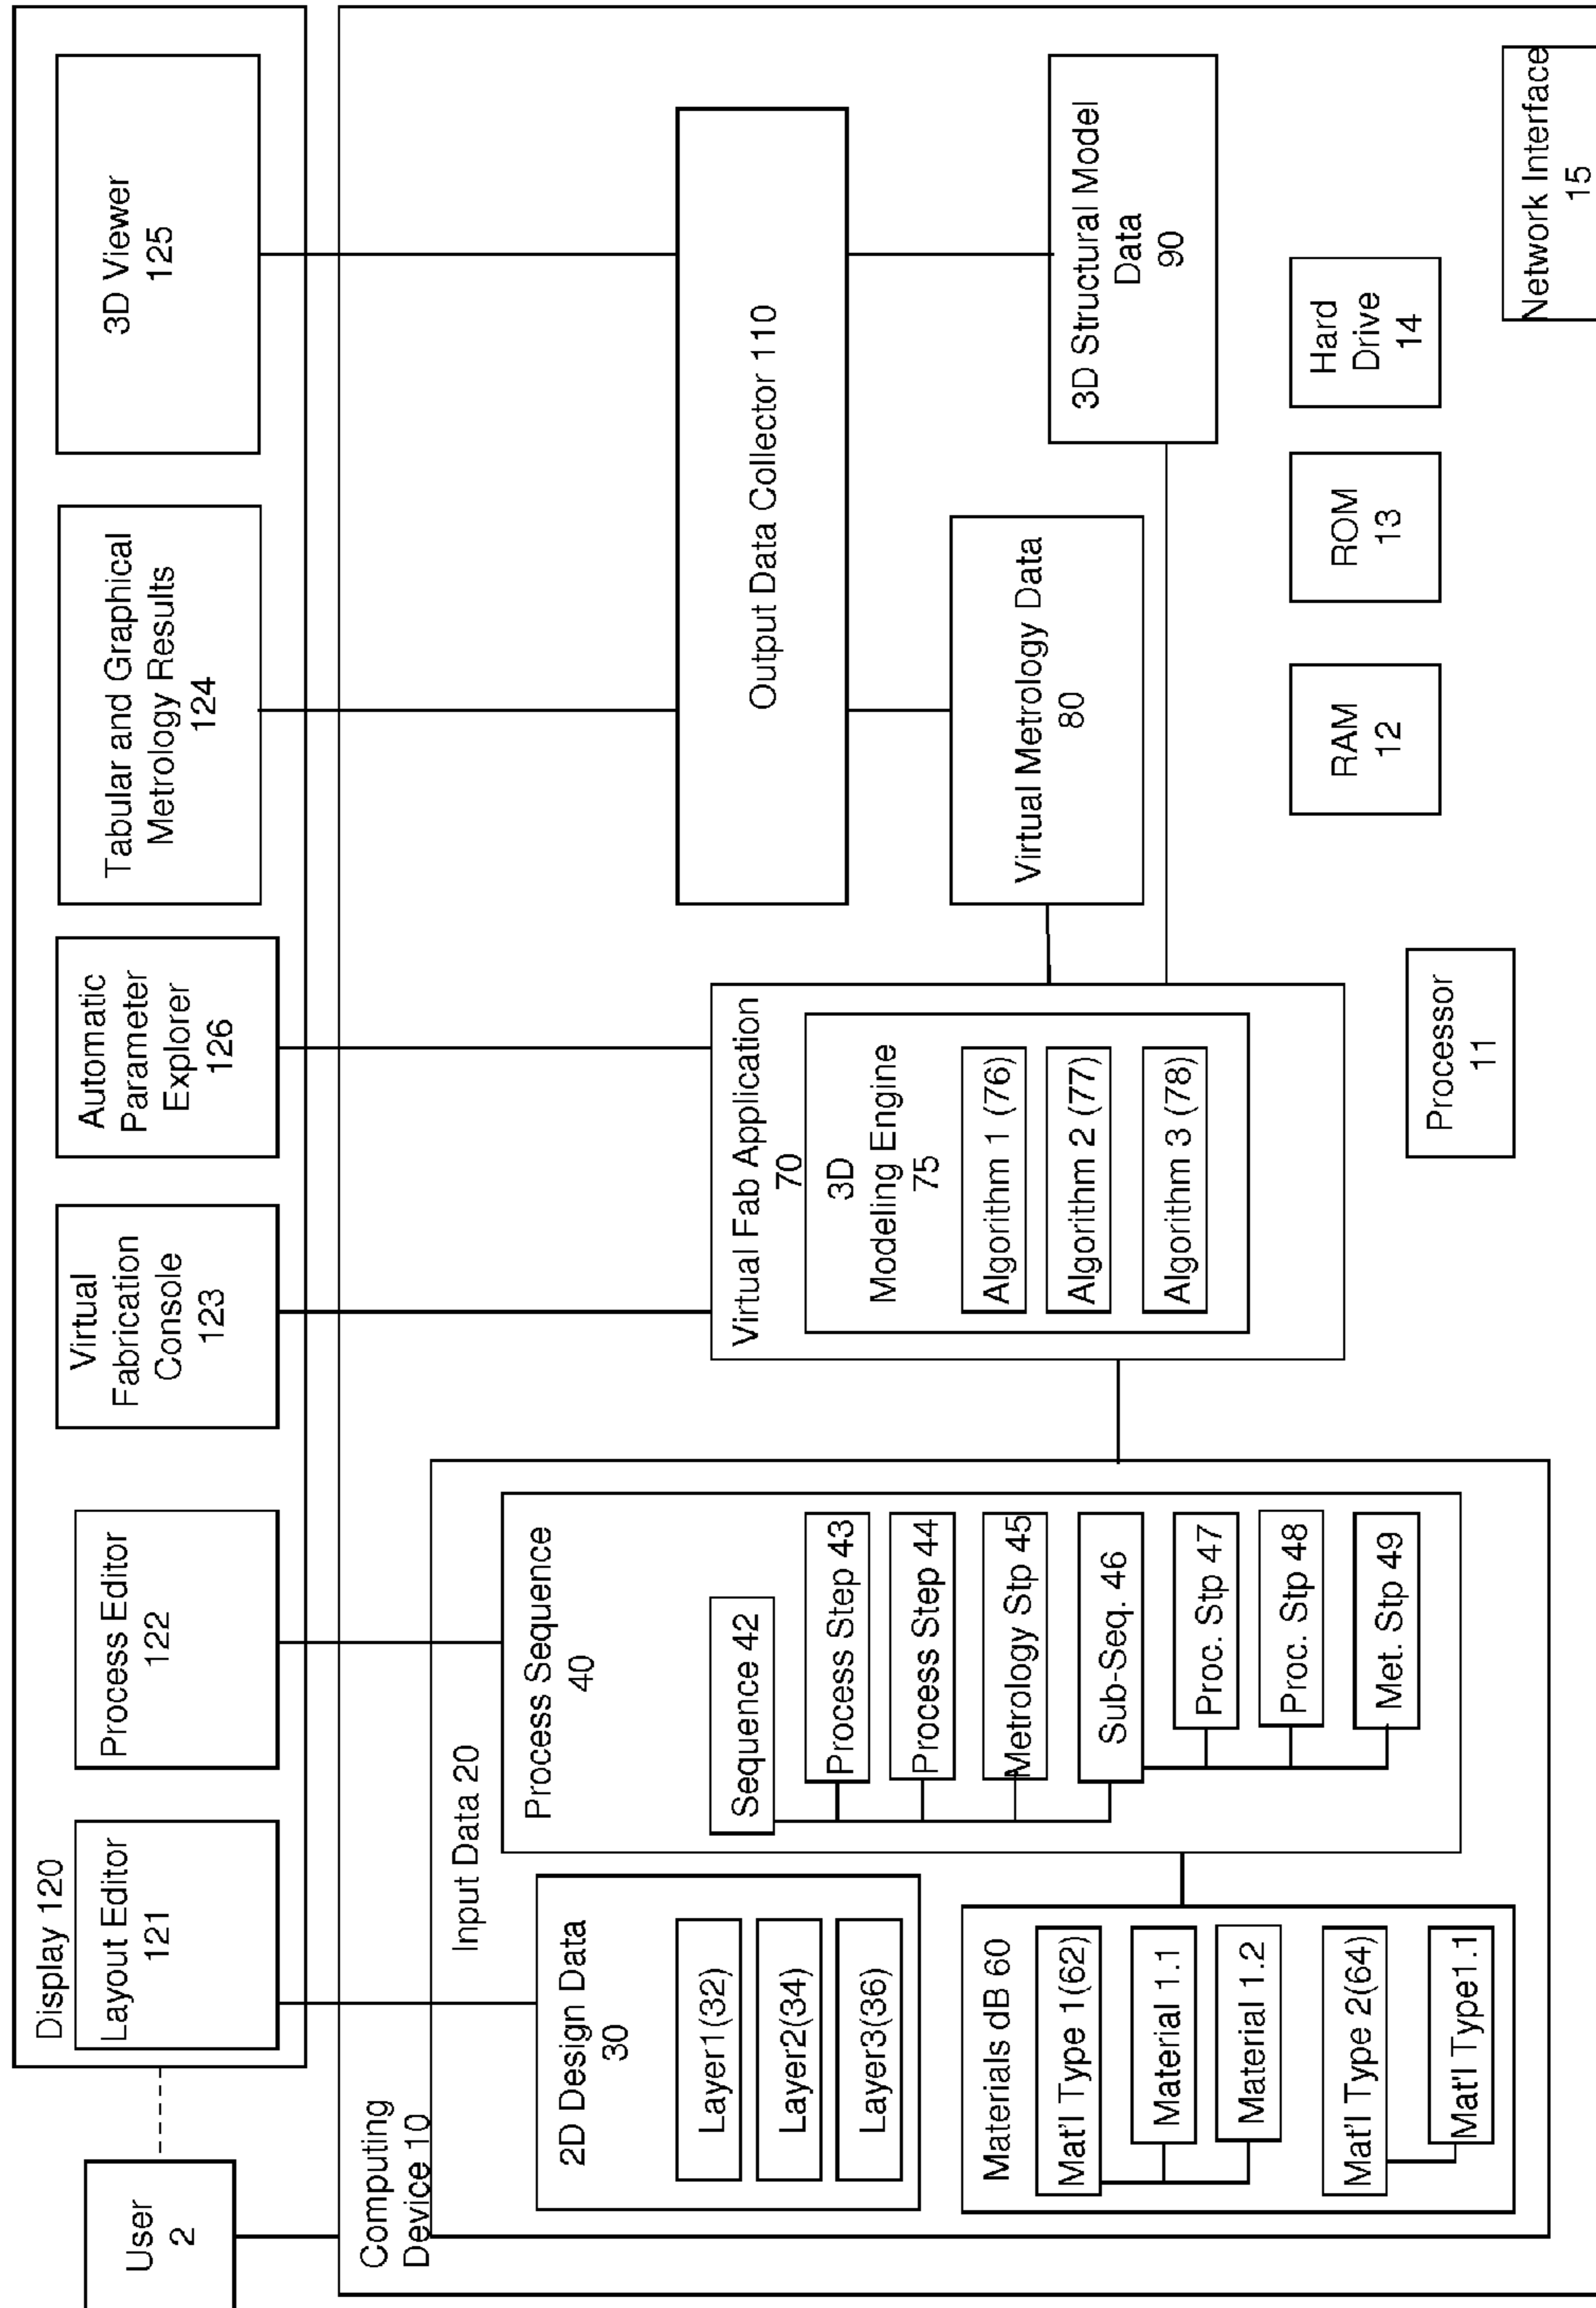 User
2
Display 120
Layout Editor
121
Process Editor
122
Virtual
Fabrication
Console
123
Automatic
Parameter
Explorer
126
Tabular and Graphical
Metrology Results
124
3D Viewer
125
Computing
Device 10
Input Data 20
2D Design Data
30
Layer1(32)
Layer2(34)
Layer3(36)
Materials dB 60
Mat'l Type 1(62)
Material 1.1
Material 1.2
Mat'l Type 2(64)
Mat'l Type1.1
Process Sequence
40
Sequence 42
Process Step 43
Process Step 44
Metrology Stp 45
Sub-Seq. 46
Proc. Stp 47
Proc. Stp 48
Met. Stp 49
Virtual Fab Application
70
3D
Modeling Engine
75
Algorithm 1 (76)
Algorithm 2 (77)
Algorithm 3 (78)
Output Data Collector 110
Virtual Metrology Data
80
3D Structural Model
Data
90
Processor
11
RAM
12
ROM
13
Hard
Drive
14
Network Interface
15